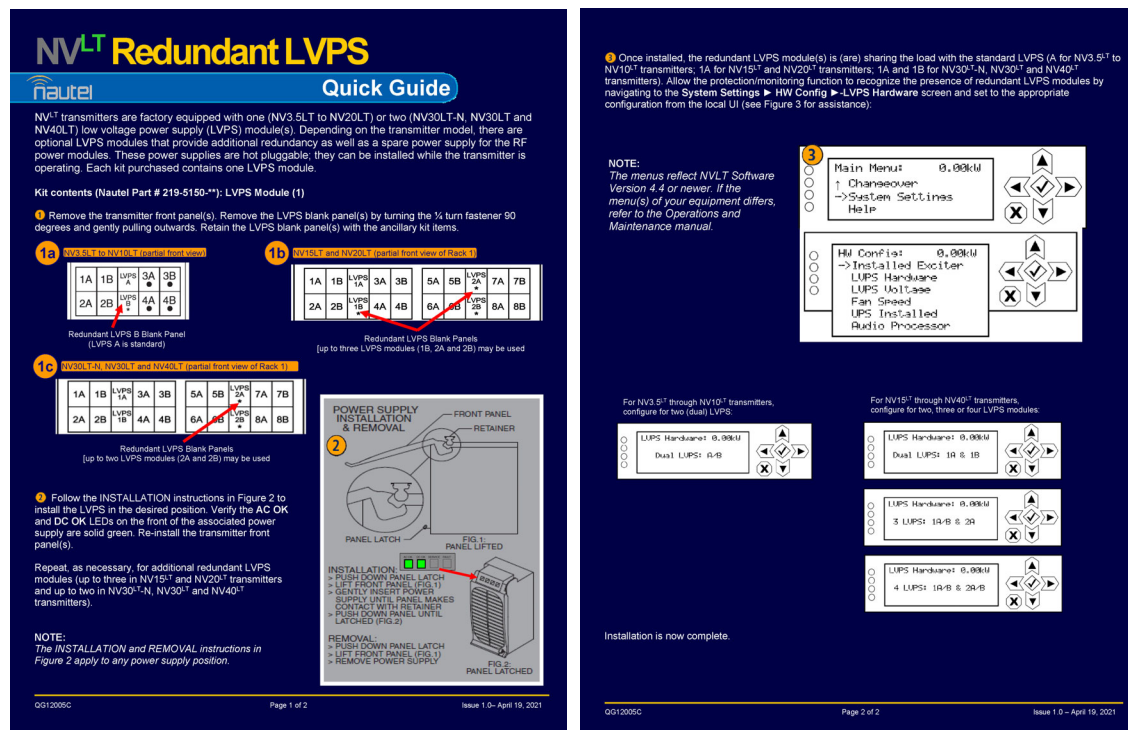 NVLT Redundant LVPS
nautel
Quick Guide
NVLT transmitters are factory equipped with one (NV3.5LT to NV20LT) or two (NV30LT-N, NV30LT and
NV40LT) low voltage power supply (LVPS) module(s). Depending on the transmitter model, there are
optional LVPS modules that provide additional redundancy as well as a spare power supply for the RF
power modules. These power supplies are hot pluggable; they can be installed while the transmitter is
operating. Each kit purchased contains one LVPS module.
Kit contents (Nautel Part # 219-5150-**): LVPS Module (1)
1 Remove the transmitter front panel(s). Remove the LVPS blank panel(s) by turning the ¼ turn fastener 90
degrees and gently pulling outwards. Retain the LVPS blank panel(s) with the ancillary kit items.
1a NV3.5LT to NV10LT (partial front view)
1A 1B LVPS A 3A ● 3B ●
2A 2B LVPS B * 4A ● 4B ●
Redundant LVPS B Blank Panel
(LVPS A is standard)
1b NV15LT and NV20LT (partial front view of Rack 1)
1A 1B LVPS 1A 3A 3B 5A 5B LVPS 2A ★ 7A 7B
2A 2B LVPS 1B ★ 4A 4B 6A 6B LVPS 2B ★ 8A 8B
Redundant LVPS Blank Panels
[up to three LVPS modules (1B, 2A and 2B) may be used
1c NV30LT-N, NV30LT and NV40LT (partial front view of Rack 1)
1A 1B LVPS 1A 3A 3B 5A 5B LVPS 2A ★ 7A 7B
2A 2B LVPS 1B 4A 4B 6A 6B LVPS 2B ★ 8A 8B
Redundant LVPS Blank Panels
[up to two LVPS modules (2A and 2B) may be used
2 Follow the INSTALLATION instructions in Figure 2 to
install the LVPS in the desired position. Verify the AC OK
and DC OK LEDs on the front of the associated power
supply are solid green. Re-install the transmitter front
panel(s).
Repeat, as necessary, for additional redundant LVPS
modules (up to three in NV15LT and NV20LT transmitters
and up to two in NV30LT-N, NV30LT and NV40LT
transmitters).
NOTE:
The INSTALLATION and REMOVAL instructions in
Figure 2 apply to any power supply position.
POWER SUPPLY
INSTALLATION
& REMOVAL
2
FRONT PANEL
RETAINER
PANEL LATCH
FIG.1:
PANEL LIFTED
INSTALLATION:
> PUSH DOWN PANEL LATCH
> LIFT FRONT PANEL (FIG.1)
> GENTLY INSERT POWER
SUPPLY UNTIL PANEL MAKES
CONTACT WITH RETAINER
> PUSH DOWN PANEL UNTIL
LATCHED (FIG.2)
REMOVAL:
> PUSH DOWN PANEL LATCH
> LIFT FRONT PANEL (FIG.1)
> REMOVE POWER SUPPLY
FIG.2:
PANEL LATCHED
QG12005C
Page 1 of 2
Issue 1.0– April 19, 2021
3 Once installed, the redundant LVPS module(s) is (are) sharing the load with the standard LVPS (A for NV3.5LT to
NV10LT transmitters; 1A for NV15LT and NV20LT transmitters; 1A and 1B for NV30LT-N, NV30LT and NV40LT
transmitters). Allow the protection/monitoring function to recognize the presence of redundant LVPS modules by
navigating to the System Settings ► HW Config ►-LVPS Hardware screen and set to the appropriate
configuration from the local UI (see Figure 3 for assistance):
NOTE:
The menus reflect NVLT Software
Version 4.4 or newer. If the
menu(s) of your equipment differs,
refer to the Operations and
Maintenance manual.
3
Main Menu: 0.00kW
↑ Changeover
->System Settings
Help
X
HW Config: 0.00kW
->Installed Exciter
LVPS Hardware
LVPS Voltage
Fan Speed
UPS Installed
Audio Processor
X
For NV3.5LT through NV10LT transmitters,
configure for two (dual) LVPS:
LVPS Hardware: 0.00kW
Dual LVPS: A/B
X
For NV15LT through NV40LT transmitters,
configure for two, three or four LVPS modules:
LVPS Hardware: 0.00kW
Dual LVPS: 1A & 1B
X
LVPS Hardware: 0.00kW
3 LVPS: 1A/B & 2A
X
LVPS Hardware: 0.00kW
4 LVPS: 1A/B & 2A/B
X
Installation is now complete.
QG12005C
Page 2 of 2
Issue 1.0 – April 19, 2021